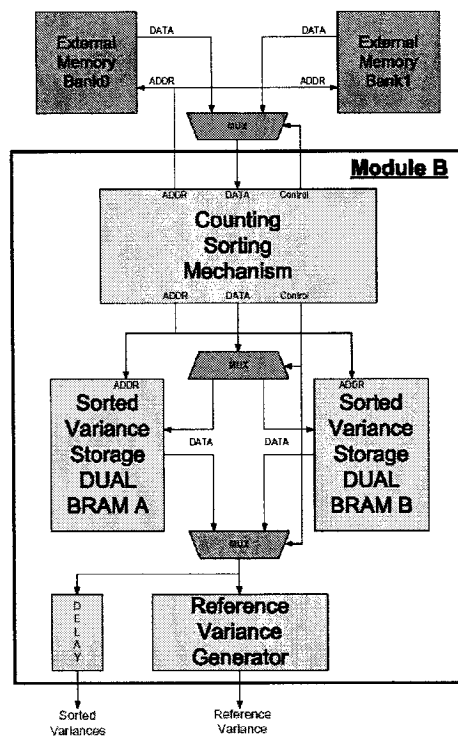 External
Memory
Bank0
DATA
ADDR
DATA
ADDR
External
Memory
Bank1
MUX
Module B
ADDR DATA Control
Counting
Sorting
Mechanism
ADDR DATA Control
MUX
ADDR
Sorted
Variance
Storage
DUAL
BRAM A
DATA
DATA
ADDR
Sorted
Variance
Storage
DUAL
BRAM B
MUX
DELAY
Reference
Variance
Generator
Sorted
Variances
Reference
Variance